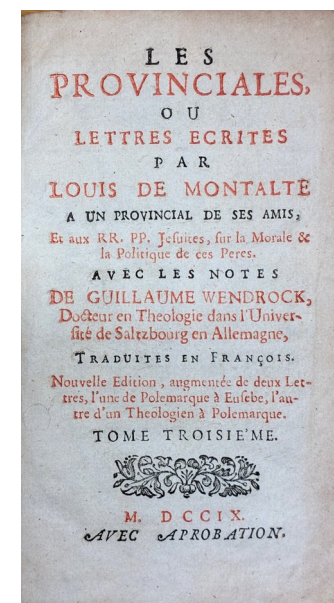 LES
PROVINCIALES,
OU
LETTRES ECRITES
PAR
LOUIS DE MONTALTE
A UN PROVINCIAL DE SES AMIS,
Et aux RR. PP. Jesuites, sur la Morale &
la Politique de ces Peres.
AVEC LES NOTES
DE GUILLAUME WENDROCK,
Docteur en Theologie dans l'Univer-
sité de Saltzbourg en Allemagne,
TRADUITES EN FRANÇOIS.
Nouvelle Edition, augmentée de deux Let-
tres, l'une de Polemarque à Eusebe, l'au-
tre d'un Theologien à Polemarque.
TOME TROISIE'ME.
M. DCCIX.
AVEC APROBATION.